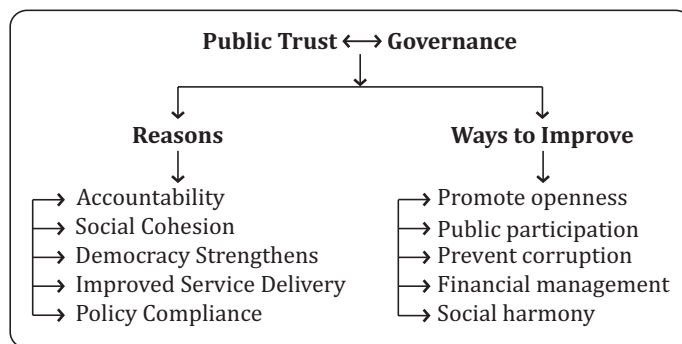 Public Trust ↔ Governance
Reasons
Accountability
Social Cohesion
Democracy Strengthens
Improved Service Delivery
Policy Compliance
Ways to Improve
Promote openness
Public participation
Prevent corruption
Financial management
Social harmony